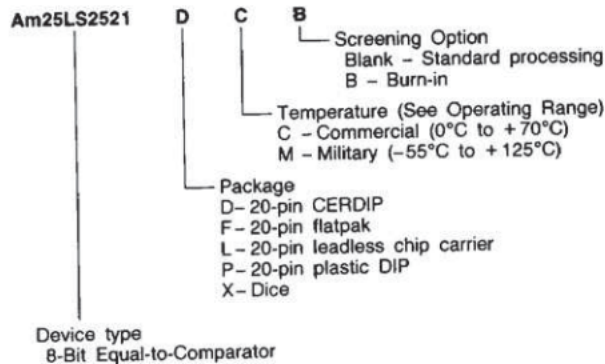 Am25LS2521 D C B
Screening Option
Blank – Standard processing
B – Burn-in
Temperature (See Operating Range)
C – Commercial (0°C to +70°C)
M – Military (–55°C to +125°C)
Package
D– 20-pin CERDIP
F– 20-pin flatpak
L– 20-pin leadless chip carrier
P– 20-pin plastic DIP
X– Dice
Device type
8-Bit Equal-to-Comparator